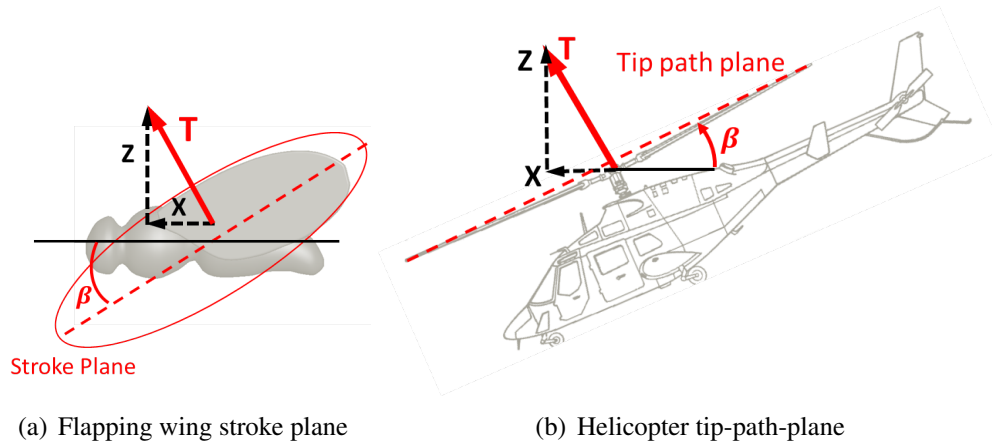 T
Z
X
β
Stroke Plane
(a) Flapping wing stroke plane
Z
T
Tip path plane
β
X
(b) Helicopter tip-path-plane